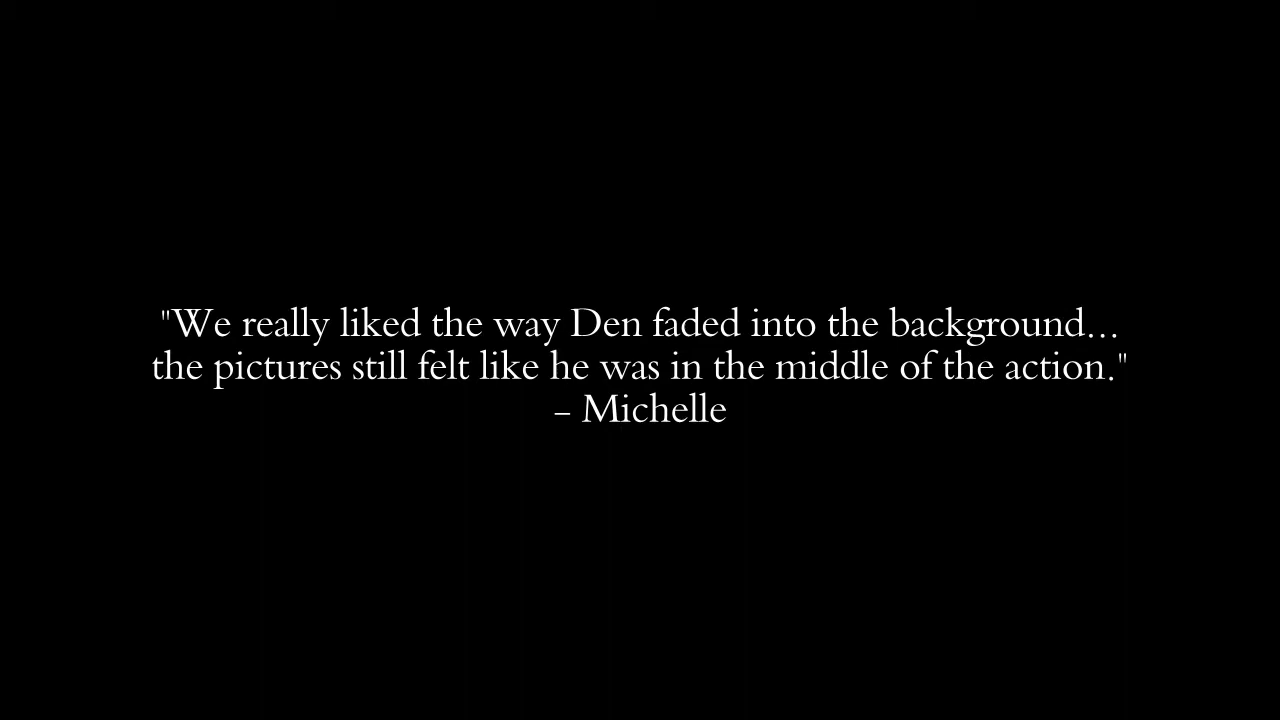 "We really liked the way Den faded into the background...
the pictures still felt like he was in the middle of the action."
– Michelle